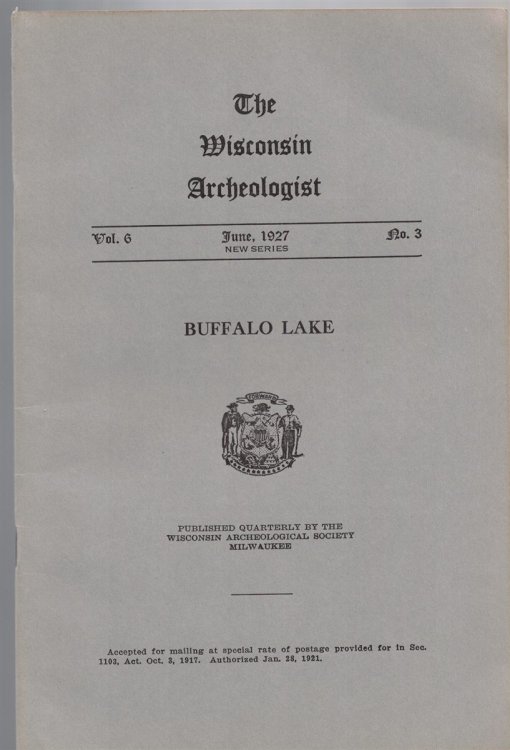 The
Wisconsin
Archeologist
Vol. 6 June, 1927 No. 3
NEW SERIES
BUFFALO LAKE
FORWARD
PUBLISHED QUARTERLY BY THE
WISCONSIN ARCHEOLOGICAL SOCIETY
MILWAUKEE
Accepted for mailing at special rate of postage provided for in Sec.
1103, Act. Oct. 3, 1917. Authorized Jan. 28, 1921.